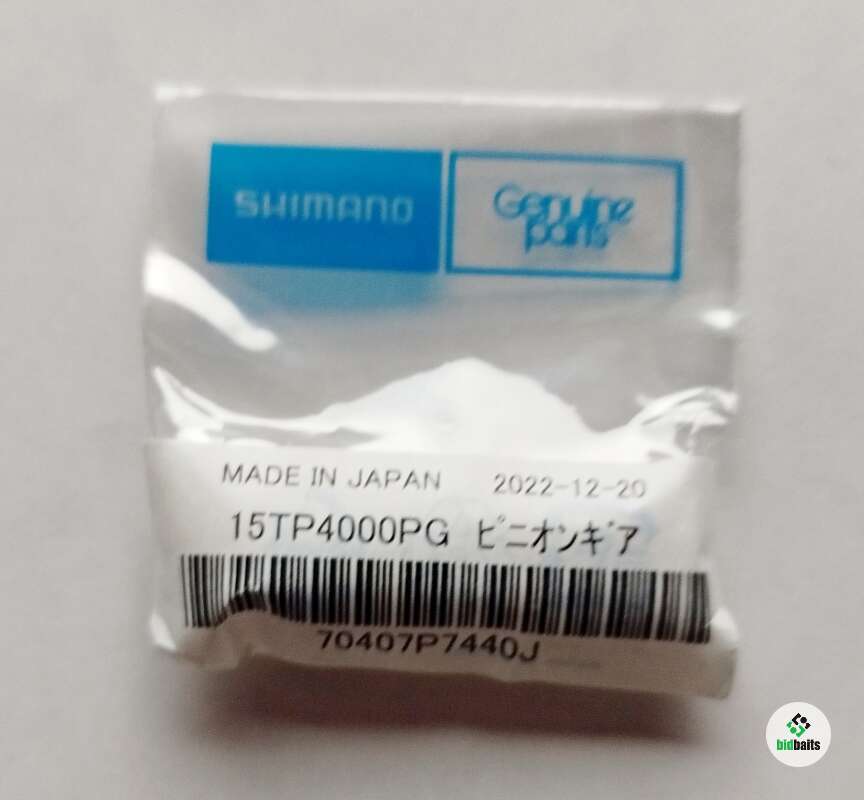 SHIMANO
Genuine parts
MADE IN JAPAN 2022-12-20
15TP4000PG ﾋﾟﾆｵﾝｷﾞｱ
70407P7440J
bidbaits